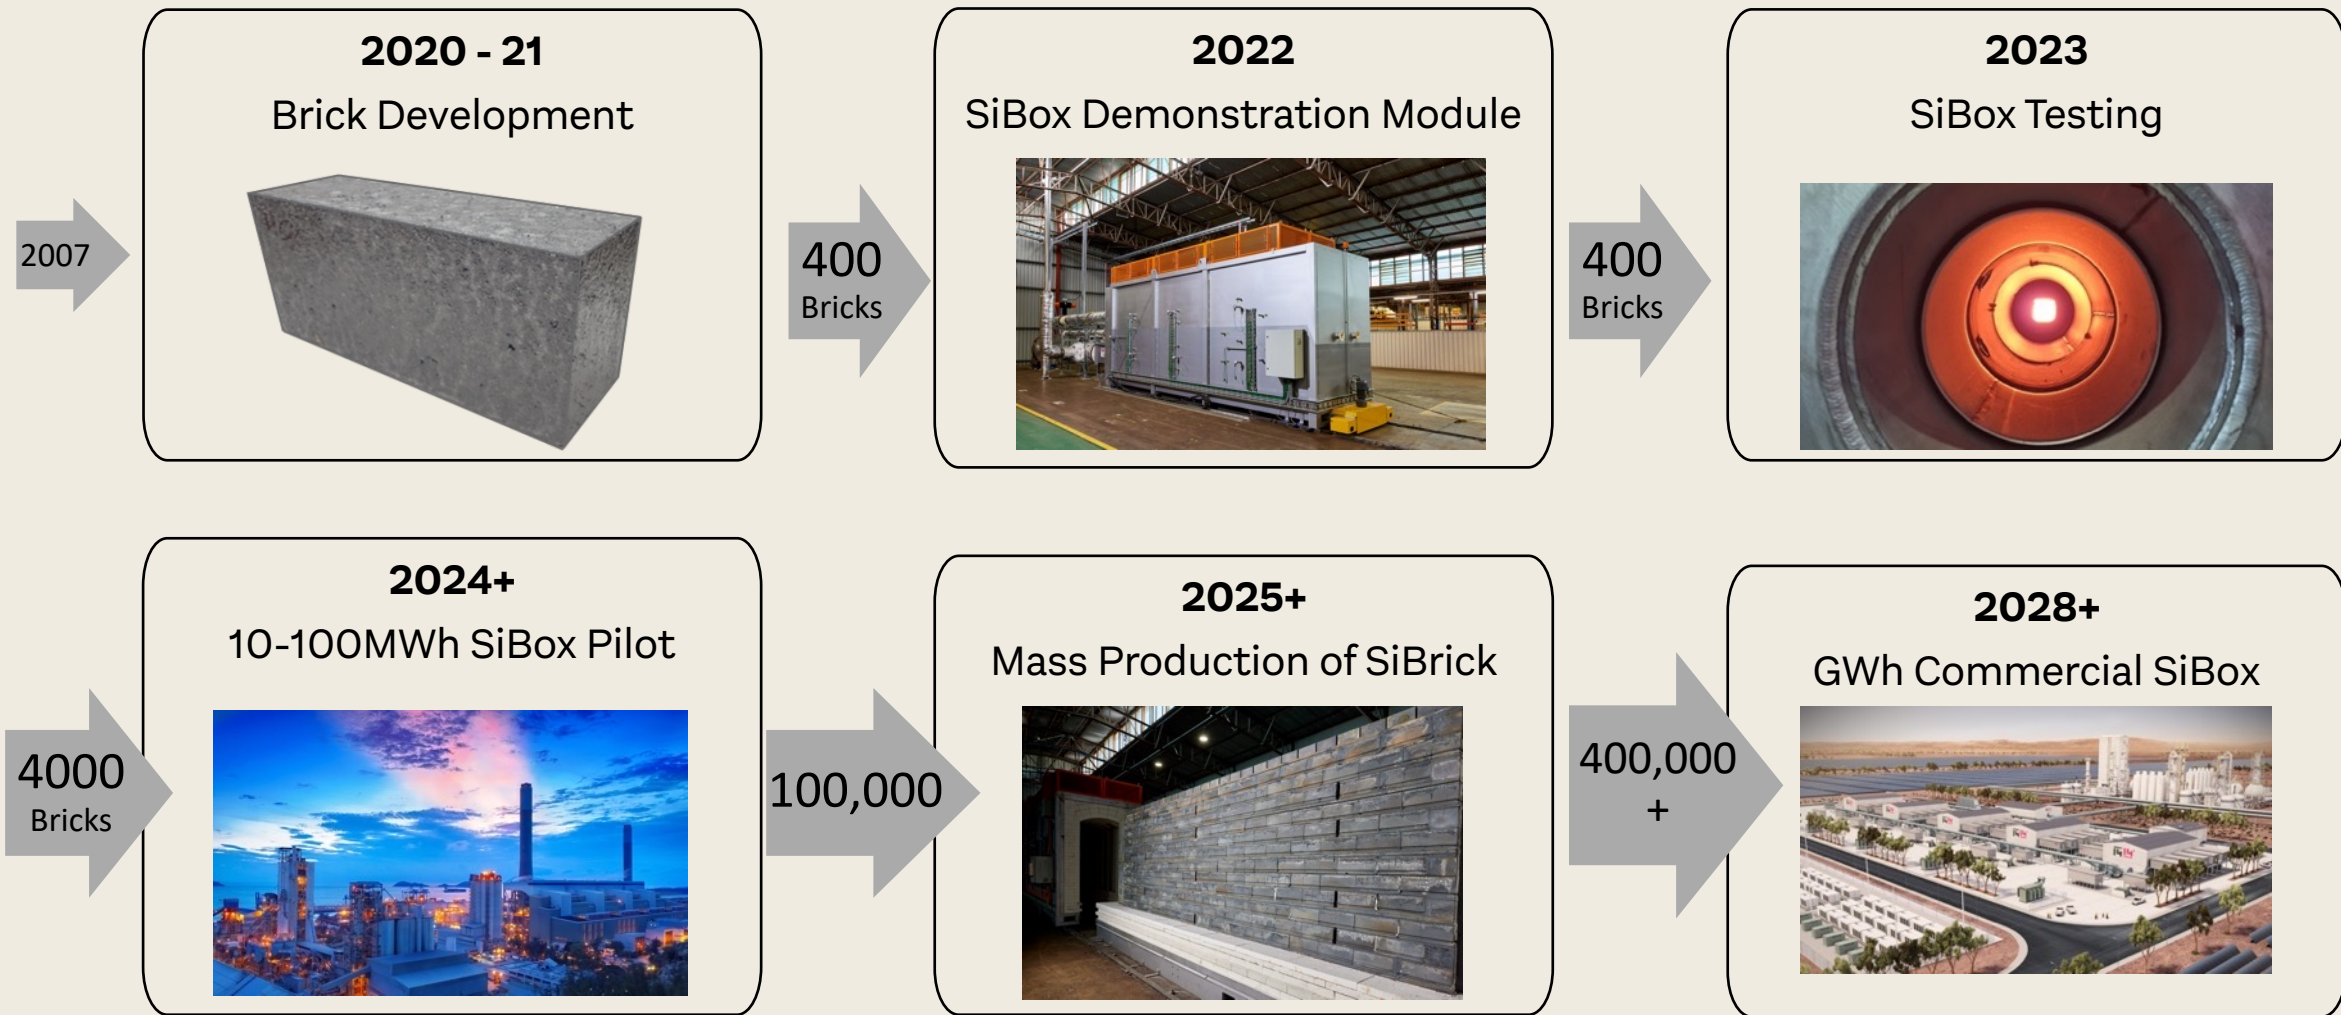 2007
2020 - 21
Brick Development
400
Bricks
2022
SiBox Demonstration Module
400
Bricks
2023
SiBox Testing
4000
Bricks
2024+
10-100MWh SiBox Pilot
100,000
2025+
Mass Production of SiBrick
400,000
+
2028+
GWh Commercial SiBox